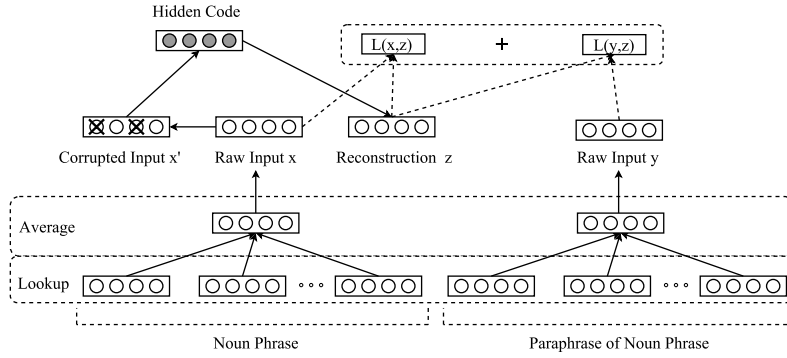 Hidden Code
L(x,z) + L(y,z)
Corrupted Input x' Raw Input x Reconstruction z Raw Input y
Average
Lookup
Noun Phrase Paraphrase of Noun Phrase